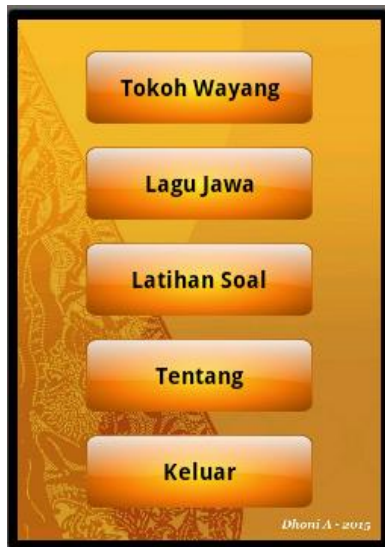 Tokoh Wayang
Lagu Jawa
Latihan Soal
Tentang
Keluar
Dhoni A - 2015